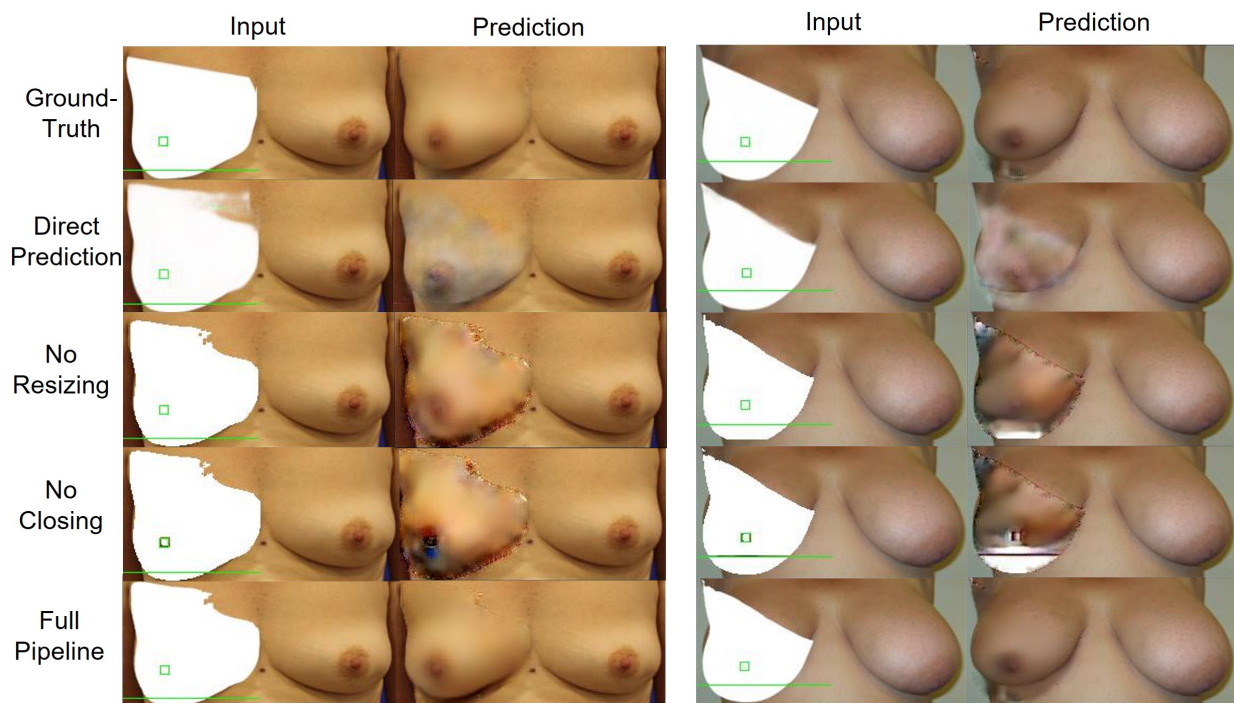 Input
Prediction
Input
Prediction
Ground-
Truth
Direct
Prediction
No
Resizing
No
Closing
Full
Pipeline